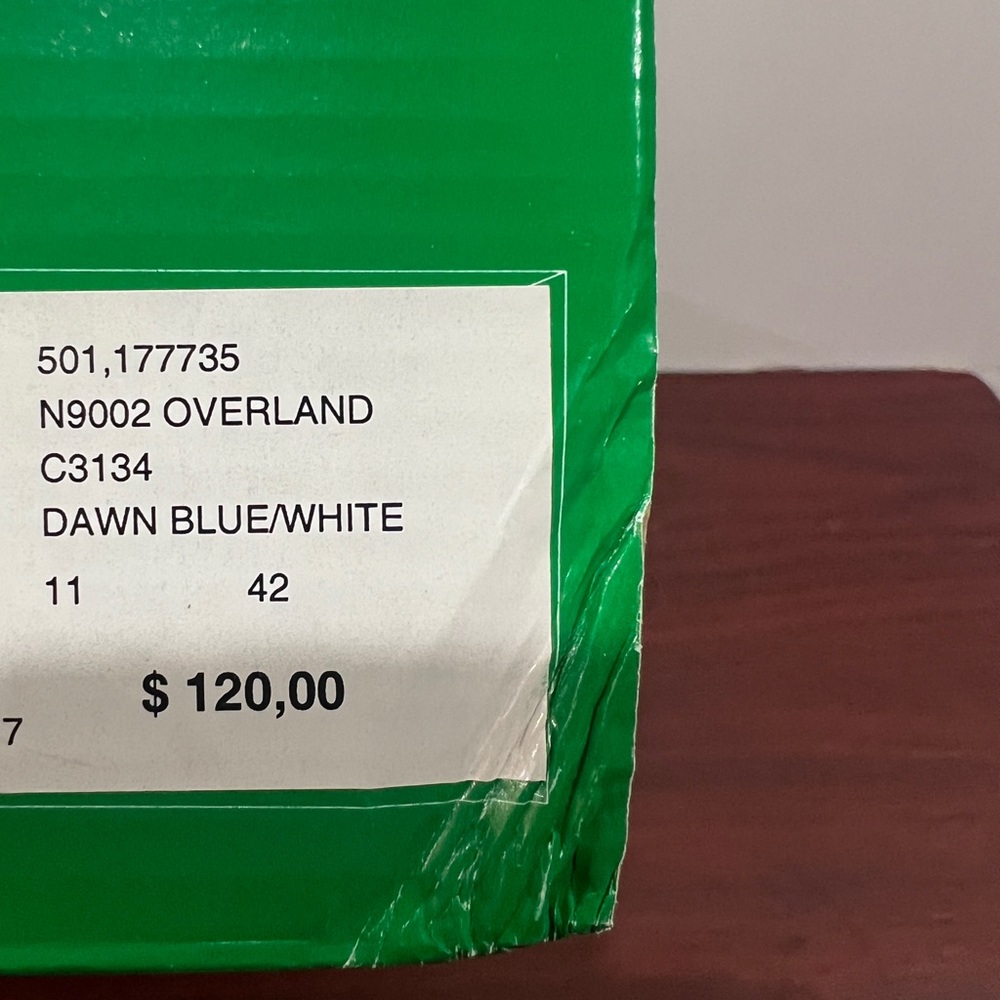 501,177735
N9002 OVERLAND
C3134
DAWN BLUE/WHITE
11 42
$ 120,00
7